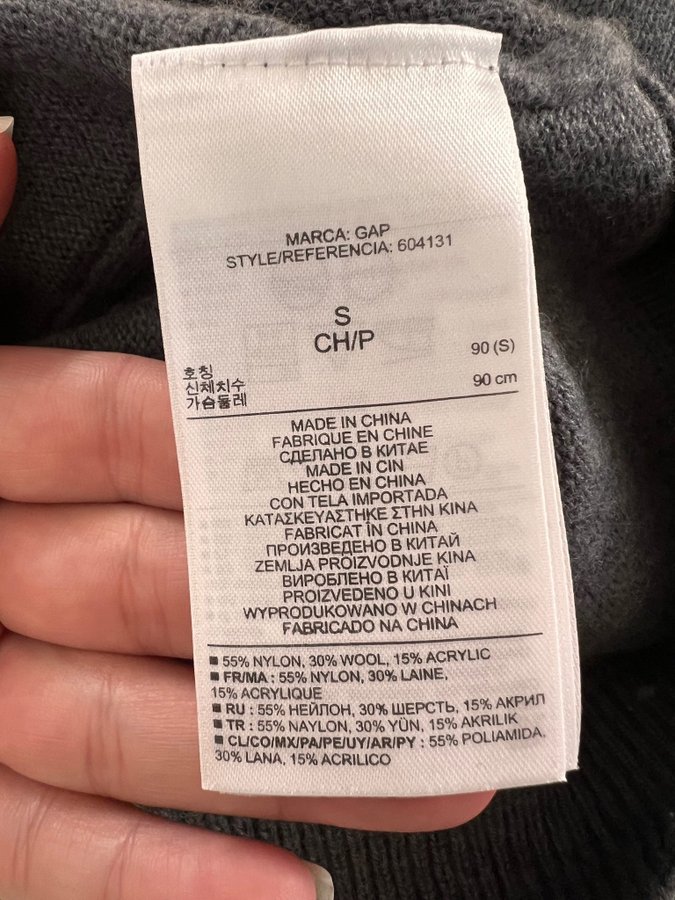 MARCA: GAP
STYLE/REFERENCIA: 604131
S
CH/P
호칭 90 (S)
신체치수
가슴둘레 90 cm
MADE IN CHINA
FABRIQUE EN CHINE
СДЕЛАНО В КИТАЕ
MADE IN CIN
HECHO EN CHINA
CON TELA IMPORTADA
ΚΑΤΑΣΚΕΥΑΣΤΗΚΕ ΣΤΗΝ ΚΙΝΑ
FABRICAT ÎN CHINA
ПРОИЗВЕДЕНО В КИТАЙ
ZEMLJA PROIZVODNJE KINA
ВИРОБЛЕНО В КИТАЇ
PROIZVEDENO U KINI
WYPRODUKOWANO W CHINACH
FABRICADO NA CHINA
■ 55% NYLON, 30% WOOL, 15% ACRYLIC
■ FR/MA : 55% NYLON, 30% LAINE,
15% ACRYLIQUE
■ RU : 55% НЕЙЛОН, 30% ШЕРСТЬ, 15% АКРИЛ
■ TR : 55% NAYLON, 30% YÜN, 15% AKRILIK
■ CL/CO/MX/PA/PE/UY/AR/PY : 55% POLIAMIDA,
30% LANA, 15% ACRILICO